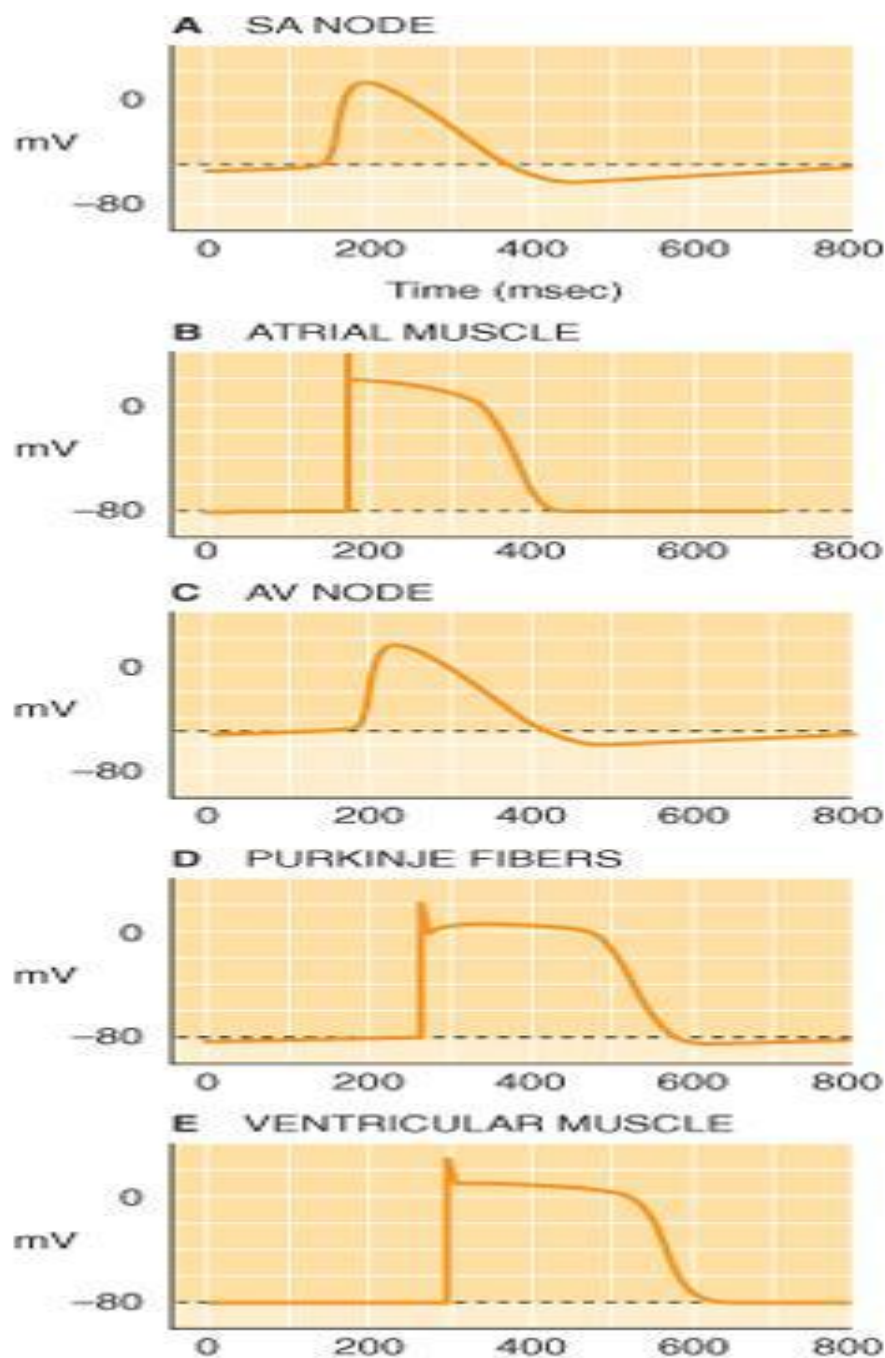 A SA NODE
0
mV
−80
0 200 400 600 800
Time (msec)
B ATRIAL MUSCLE
0
mV
−80
0 200 400 600 800
C AV NODE
0
mV
−80
0 200 400 600 800
D PURKINJE FIBERS
0
mV
−80
0 200 400 600 800
E VENTRICULAR MUSCLE
0
mV
−80
0 200 400 600 800